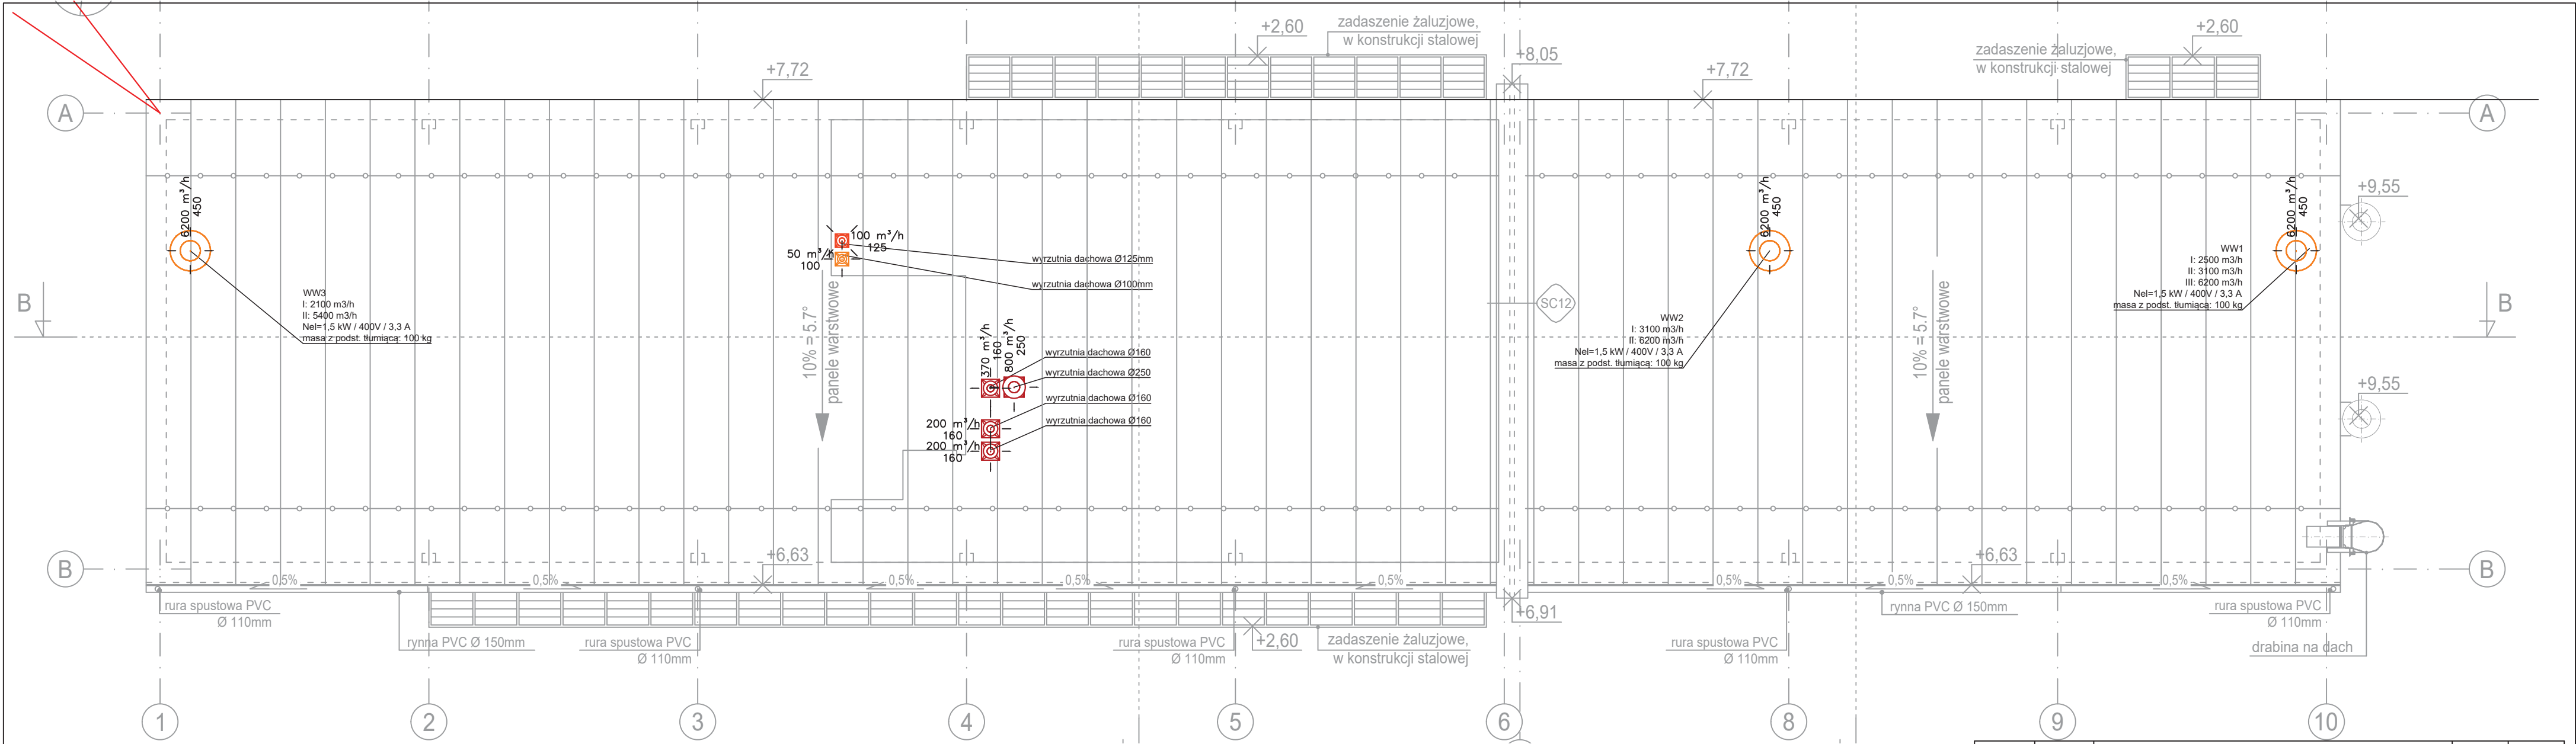 +2,60
zadaszenie żaluzjowe,
w konstrukcji stalowej
+8,05
+7,72
+7,72
zadaszenie żaluzjowe,
w konstrukcji stalowej
+2,60
A
A
6200 m³/h
450
100 m³/h
125
50 m³/h
100
wyrzutnia dachowa Ø125mm
wyrzutnia dachowa Ø100mm
6200 m³/h
450
6200 m³/h
450
+9,55
WW3
I: 2100 m3/h
II: 5400 m3/h
Nel=1,5 kW / 400V / 3,3 A
masa z podst. tłumiącą: 100 kg
WW1
I: 2500 m3/h
II: 3100 m3/h
III: 6200 m3/h
Nel=1,5 kW / 400V / 3,3 A
masa z podst. tłumiącą: 100 kg
B
B
SC12
10% = 5.7°
panele warstwowe
WW2
I: 3100 m3/h
II: 6200 m3/h
Nel=1,5 kW / 400V / 3,3 A
masa z podst. tłumiącą: 100 kg
10% = 5.7°
panele warstwowe
370 m³/h
160
800 m³/h
250
wyrzutnia dachowa Ø160
wyrzutnia dachowa Ø250
wyrzutnia dachowa Ø160
wyrzutnia dachowa Ø160
200 m³/h
160
200 m³/h
160
+9,55
+6,63
+6,63
B
B
0,5%
0,5%
0,5%
0,5%
0,5%
0,5%
0,5%
0,5%
rura spustowa PVC
Ø 110mm
rynna PVC Ø 150mm
rura spustowa PVC
Ø 110mm
rura spustowa PVC
Ø 110mm
+2,60
zadaszenie żaluzjowe,
w konstrukcji stalowej
+6,91
rura spustowa PVC
Ø 110mm
rynna PVC Ø 150mm
rura spustowa PVC
Ø 110mm
drabina na dach
1
2
3
4
5
6
8
9
10